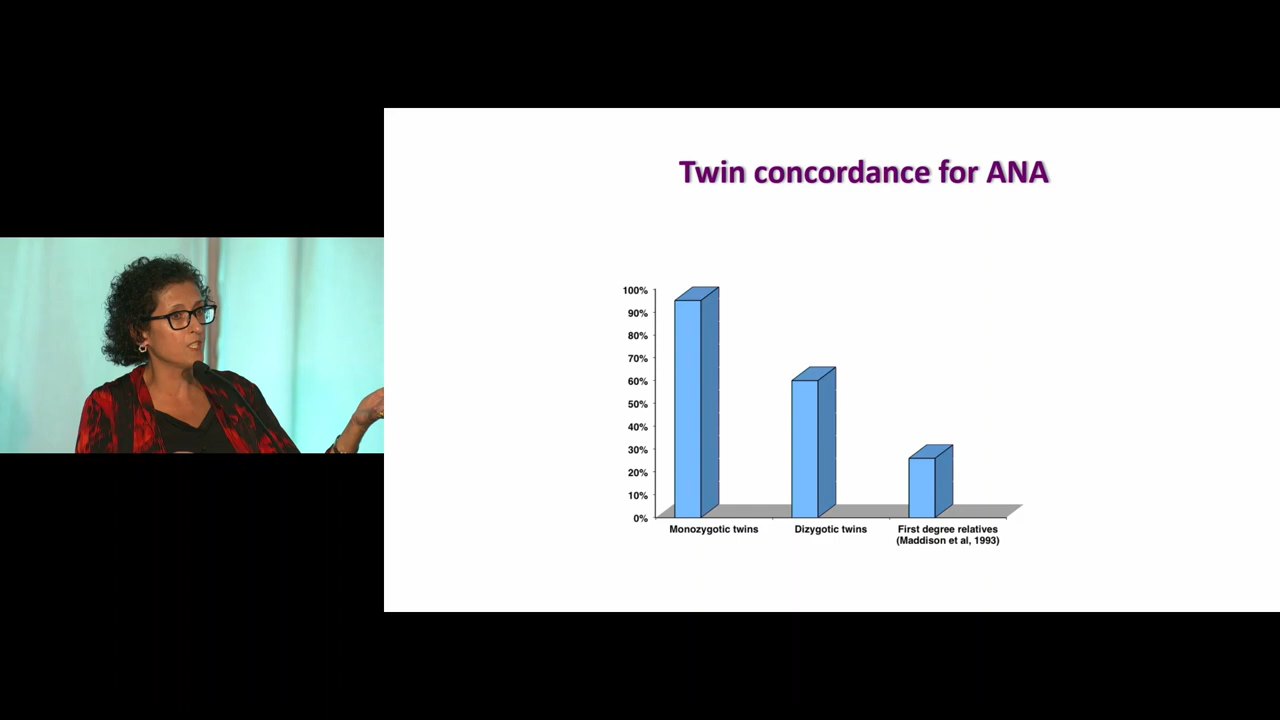 Twin concordance for ANA
100%
90%
80%
70%
60%
50%
40%
30%
20%
10%
0%
Monozygotic twins
Dizygotic twins
First degree relatives
(Maddison et al, 1993)